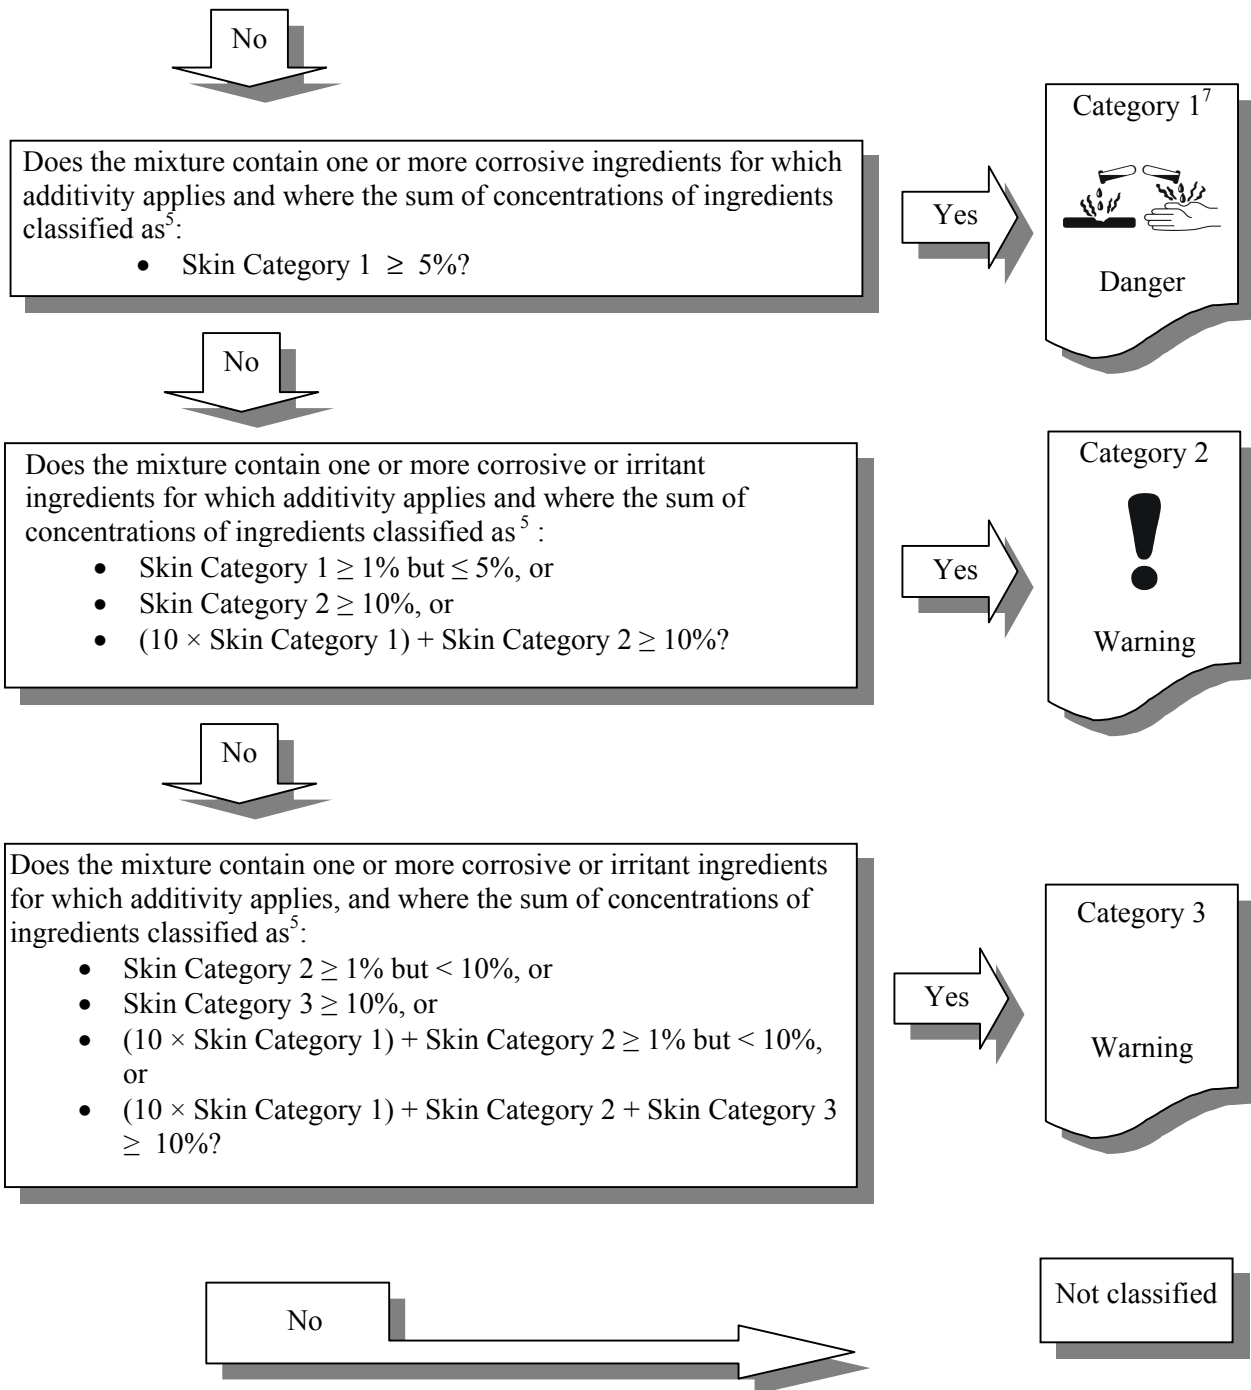 No
Category 1⁷
Danger
Does the mixture contain one or more corrosive ingredients for which
additivity applies and where the sum of concentrations of ingredients
classified as⁵:
• Skin Category 1 ≥ 5%?
Yes
No
Does the mixture contain one or more corrosive or irritant
ingredients for which additivity applies and where the sum of
concentrations of ingredients classified as ⁵ :
• Skin Category 1 ≥ 1% but ≤ 5%, or
• Skin Category 2 ≥ 10%, or
• (10 × Skin Category 1) + Skin Category 2 ≥ 10%?
Yes
Category 2
Warning
No
Does the mixture contain one or more corrosive or irritant ingredients
for which additivity applies, and where the sum of concentrations of
ingredients classified as⁵:
• Skin Category 2 ≥ 1% but < 10%, or
• Skin Category 3 ≥ 10%, or
• (10 × Skin Category 1) + Skin Category 2 ≥ 1% but < 10%,
or
• (10 × Skin Category 1) + Skin Category 2 + Skin Category 3
≥ 10%?
Yes
Category 3
Warning
No
Not classified